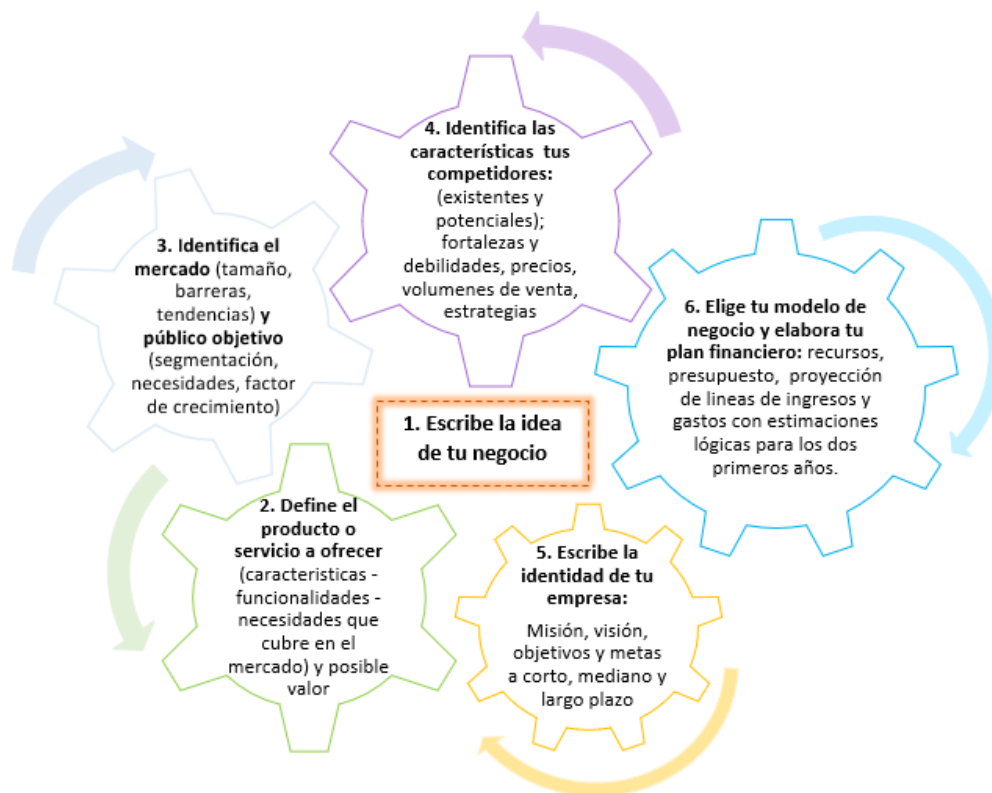 1. Escribe la idea
de tu negocio
2. Define el
producto o
servicio a ofrecer
(caracteristicas -
funcionalidades -
necesidades que
cubre en el
mercado) y posible
valor
3. Identifica el
mercado (tamaño,
barreras,
tendencias) y
público objetivo
(segmentación,
necesidades, factor
de crecimiento)
4. Identifica las
características tus
competidores:
(existentes y
potenciales);
fortalezas y
debilidades, precios,
volumenes de venta,
estrategias
5. Escribe la
identidad de tu
empresa:
Misión, visión,
objetivos y metas
a corto, mediano y
largo plazo
6. Elige tu modelo de
negocio y elabora tu
plan financiero: recursos,
presupuesto, proyección
de lineas de ingresos y
gastos con estimaciones
lógicas para los dos
primeros años.